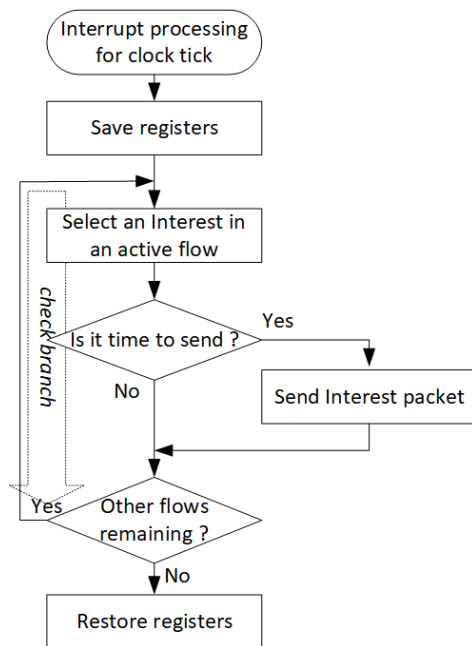 Interrupt processing
for clock tick
Save registers
Select an Interest in
an active flow
check branch
Is it time to send ?
Yes
No
Send Interest packet
Yes
Other flows
remaining ?
No
Restore registers